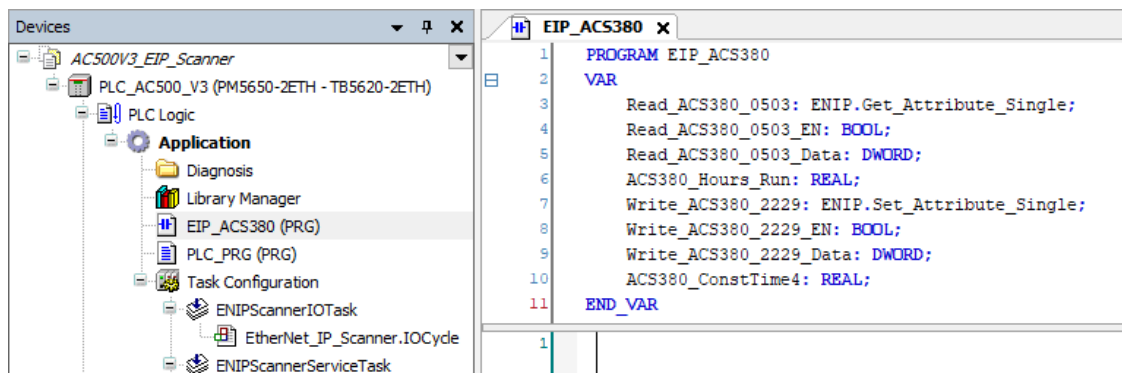 Devices
AC500V3_EIP_Scanner
PLC_AC500_V3 (PM5650-2ETH - TB5620-2ETH)
PLC Logic
Application
Diagnosis
Library Manager
EIP_ACS380 (PRG)
PLC_PRG (PRG)
Task Configuration
ENIPScannerIOTask
EtherNet_IP_Scanner.IOCycle
ENIPScannerServiceTask
EIP_ACS380
1 PROGRAM EIP_ACS380
2 VAR
3 Read_ACS380_0503: ENIP.Get_Attribute_Single;
4 Read_ACS380_0503_EN: BOOL;
5 Read_ACS380_0503_Data: DWORD;
6 ACS380_Hours_Run: REAL;
7 Write_ACS380_2229: ENIP.Set_Attribute_Single;
8 Write_ACS380_2229_EN: BOOL;
9 Write_ACS380_2229_Data: DWORD;
10 ACS380_ConstTime4: REAL;
11 END_VAR
1